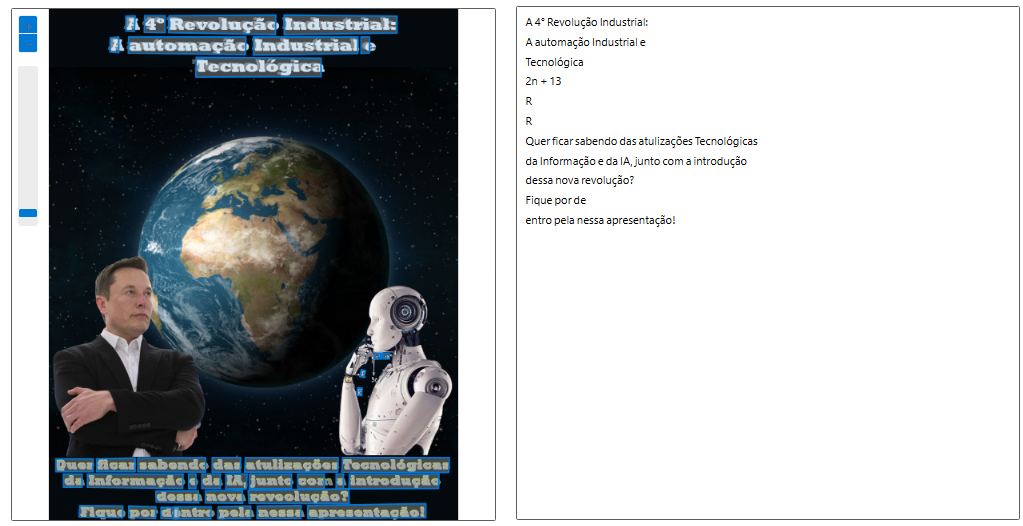 A 4º Revolução Industrial:
A automação Industrial e
Tecnológica
Quer ficar sabendo das atulizações Tecnológicas
da Informação e da IA, junto com a introdução
dessa nova reveolução?
Fique por dentro pela nessa apresentação!
A 4° Revolução Industrial:
A automação Industrial e
Tecnológica
2n + 13
R
R
Quer ficar sabendo das atulizações Tecnológicas
da Informação e da IA, junto com a introdução
dessa nova revolução?
Fique por de
entro pela nessa apresentação!